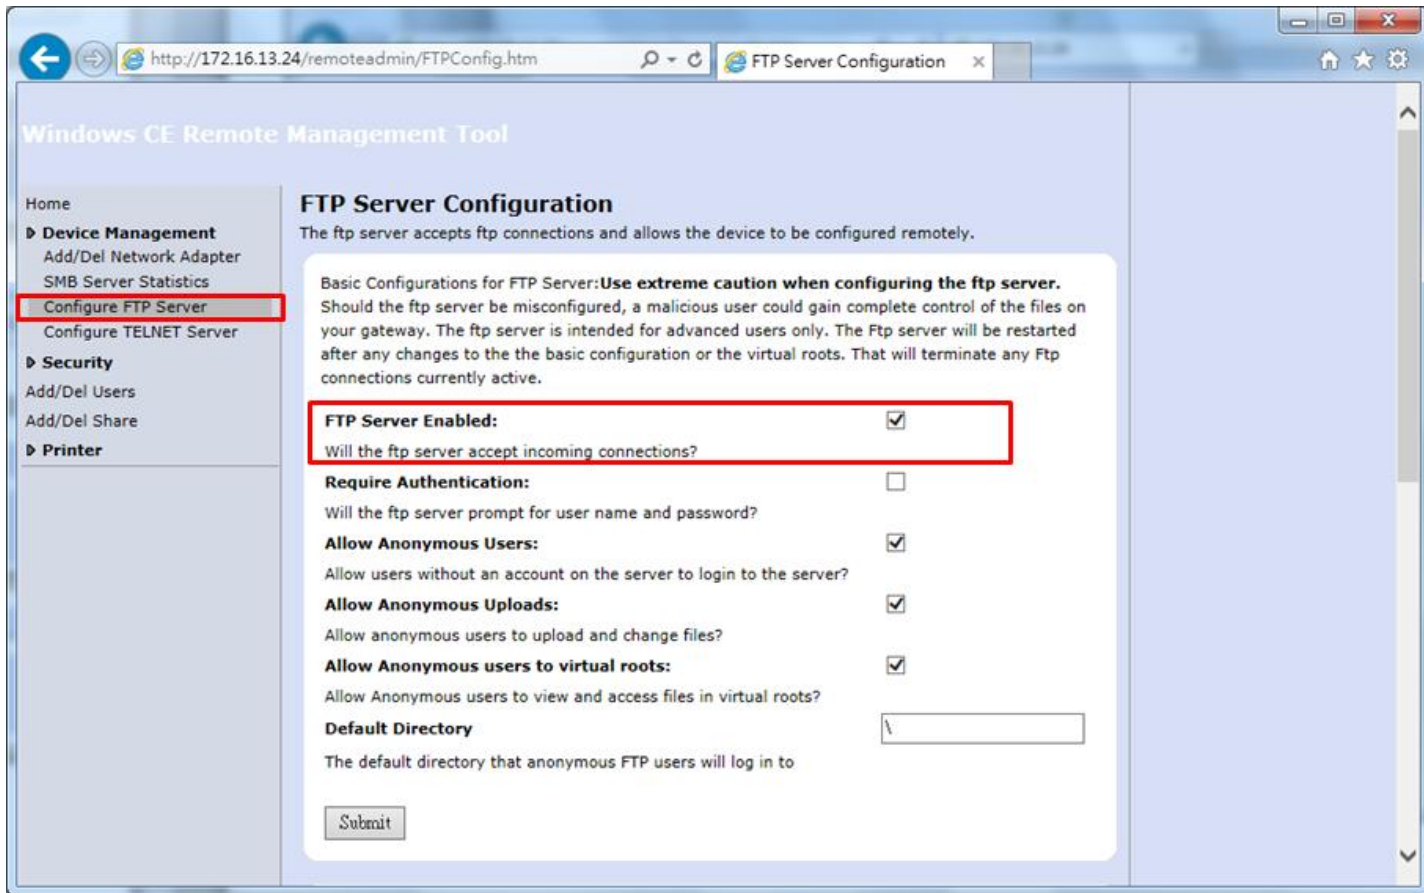 http://172.16.13.24/remoteadmin/FTPConfig.htm
FTP Server Configuration
Windows CE Remote Management Tool
Home
Device Management
Add/Del Network Adapter
SMB Server Statistics
Configure FTP Server
Configure TELNET Server
Security
Add/Del Users
Add/Del Share
Printer
FTP Server Configuration
The ftp server accepts ftp connections and allows the device to be configured remotely.
Basic Configurations for FTP Server:Use extreme caution when configuring the ftp server.
Should the ftp server be misconfigured, a malicious user could gain complete control of the files on
your gateway. The ftp server is intended for advanced users only. The Ftp server will be restarted
after any changes to the the basic configuration or the virtual roots. That will terminate any Ftp
connections currently active.
FTP Server Enabled:
Will the ftp server accept incoming connections?
Require Authentication:
Will the ftp server prompt for user name and password?
Allow Anonymous Users:
Allow users without an account on the server to login to the server?
Allow Anonymous Uploads:
Allow anonymous users to upload and change files?
Allow Anonymous users to virtual roots:
Allow Anonymous users to view and access files in virtual roots?
Default Directory \
The default directory that anonymous FTP users will log in to
Submit